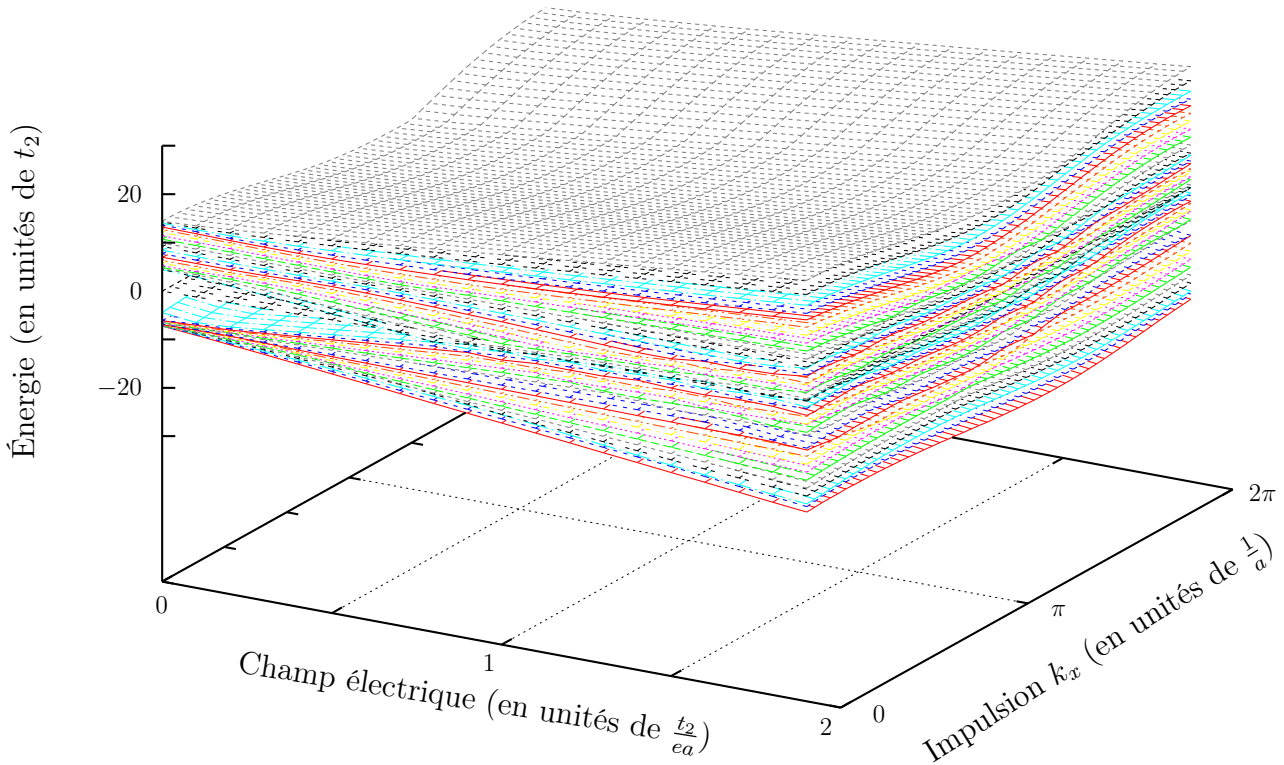 Énergie (en unités de t₂)
20
0
−20
0
1
2
Champ électrique (en unités de t₂/ea)
0
π
2π
Impulsion kₓ (en unités de 1/a)